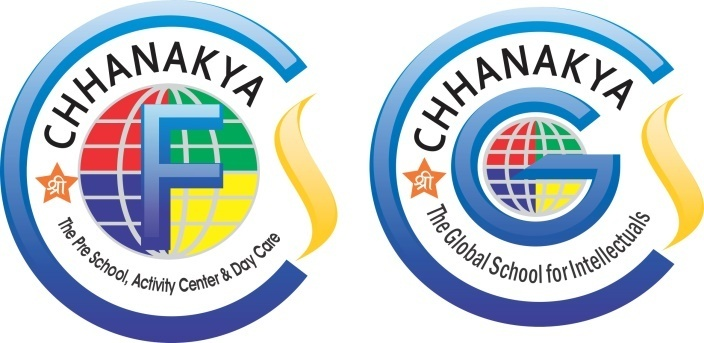 CHHANAKYA
श्री
F
The Pre School, Activity Center & Day Care
CHHANAKYA
श्री
G
The Global School for Intellectuals